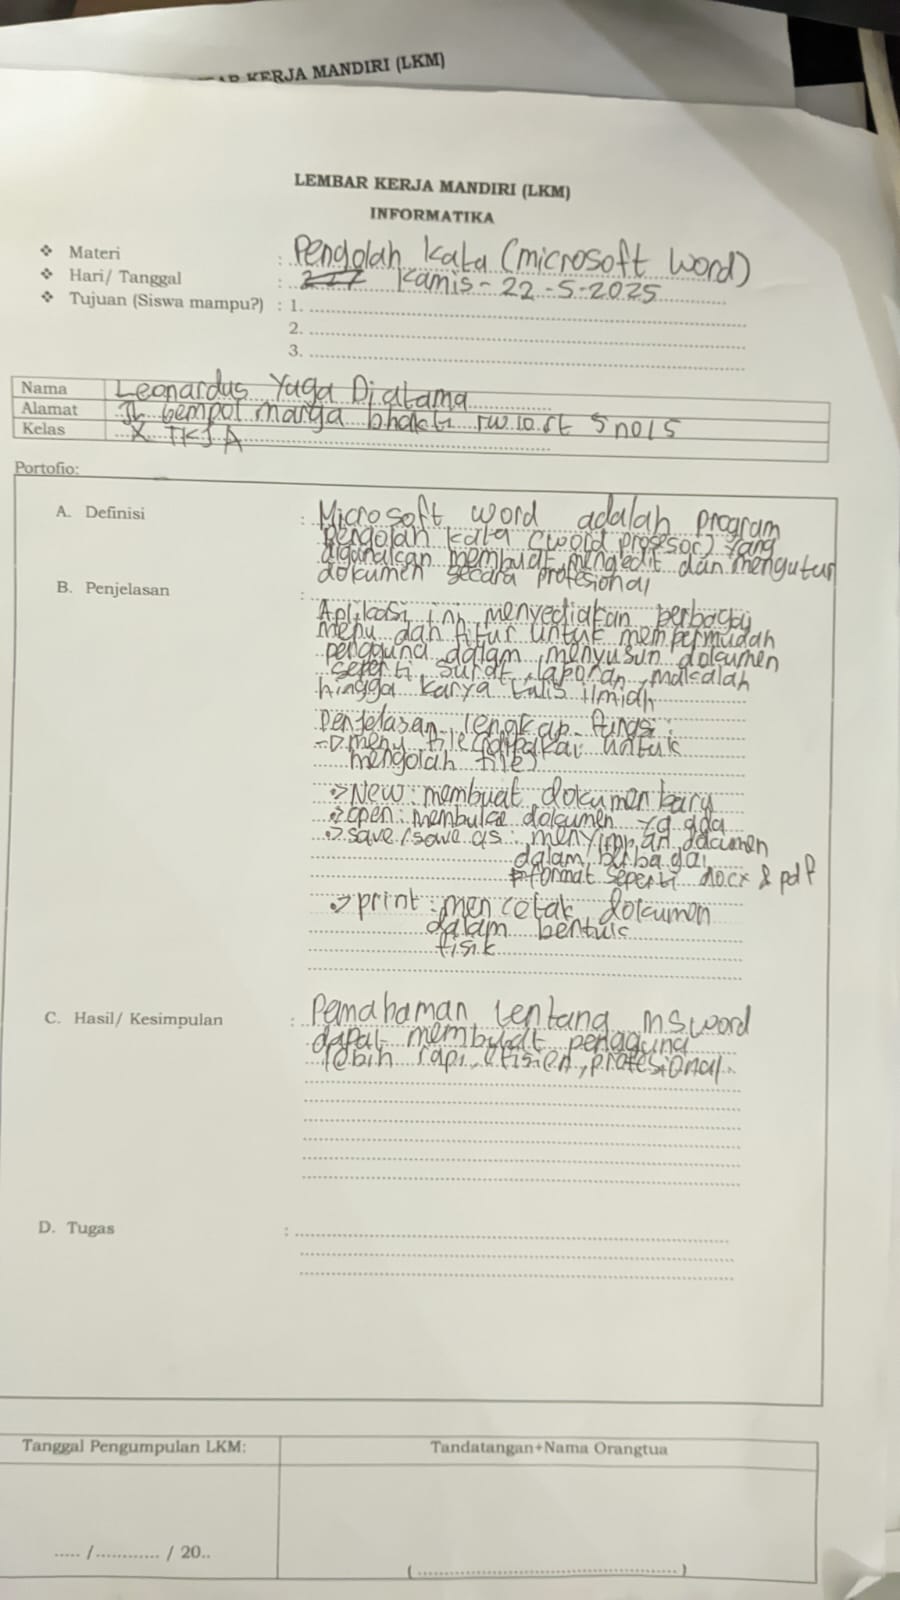 KERJA MANDIRI (LKM)
LEMBAR KERJA MANDIRI (LKM)
INFORMATIKA
❖ Materi : Pengolah kata (microsoft word)
❖ Hari/ Tanggal : Kamis - 22 - 5 - 2025
❖ Tujuan (Siswa mampu?) : 1.
2.
3.
Nama Leonardus Yuga Diatama
Alamat JL bempol marga bhakti rw.10.rt 5 no15
Kelas X TKJ A
Portofio:
A. Definisi : Microsoft word adalah program
pengolah kata (word prosesor) yang
digunakan membuat, mengedit dan mengutur
dokumen secara profesional
B. Penjelasan :
Aplikasi ini menyediakan berbagai
menu dan fitur untuk mempermudah
pengguna dalam menyusun dokumen
seperti surat, laporan, makalah
hingga karya tulis ilmiah
Penjelasan lengkap fungsi :
-> menu file (dipakai untuk
mengolah file)
-> New : membuat dokumen baru
-> open : membuka dokumen yg ada
-> save / save as : menyimpan documen
dalam berbagai
format seperti docx & pdf
-> print : mencetak dokumen
dalam bentuk
fisik
C. Hasil/ Kesimpulan : Pemahaman tentang ms word
dapat membuat pengguna
lebih rapi, efisien, profesional.
D. Tugas :
Tanggal Pengumpulan LKM: Tandatangan+Nama Orangtua
..... /............ / 20..
(..................................................)